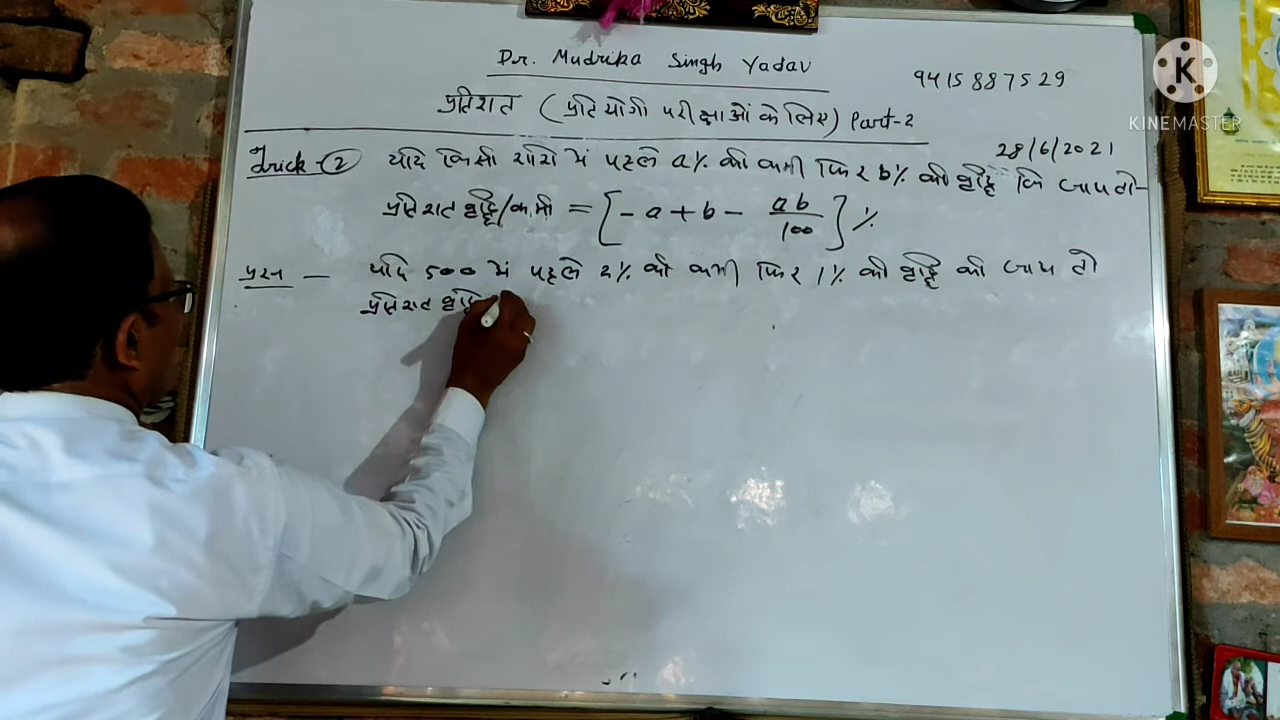 Dr. Mudrika Singh Yadav
9415887529
प्रतिशत (प्रतियोगी परीक्षाओं के लिए) Part-2
28/6/2021
Trick-2 यदि किसी राशि में पहले a% की कमी फिर b% की वृद्धि कि जाय तो-
प्रतिशत वृद्धि/कमी = [- a + b - ab/100] %
प्रश्न — यदि 500 में पहले 2% की कमी फिर 1% की वृद्धि की जाय तो
प्रतिशत वृद्धि
K
KINEMASTER